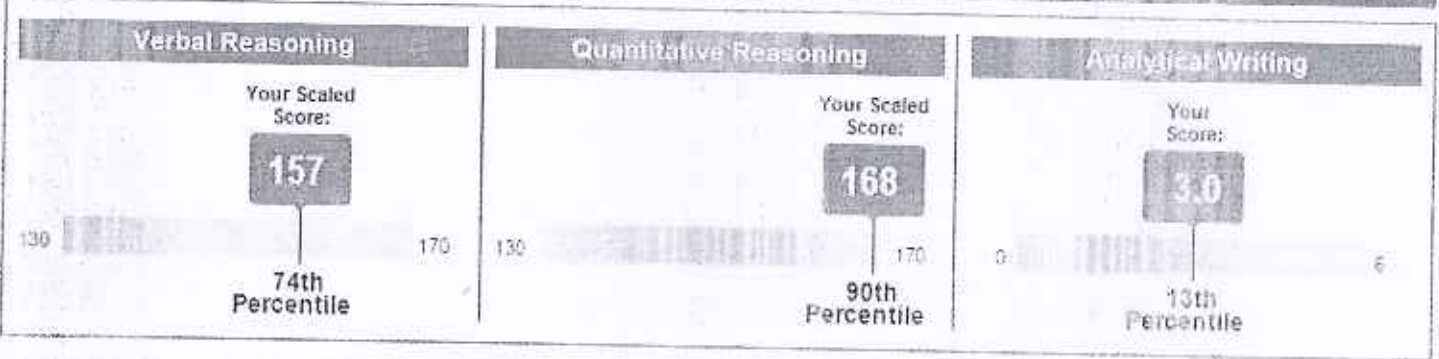 Verbal Reasoning
Your Scaled
Score:
157
130
170
74th
Percentile
Quantitative Reasoning
Your Scaled
Score:
168
130
170
90th
Percentile
Analytical Writing
Your
Score:
3.0
0
6
13th
Percentile